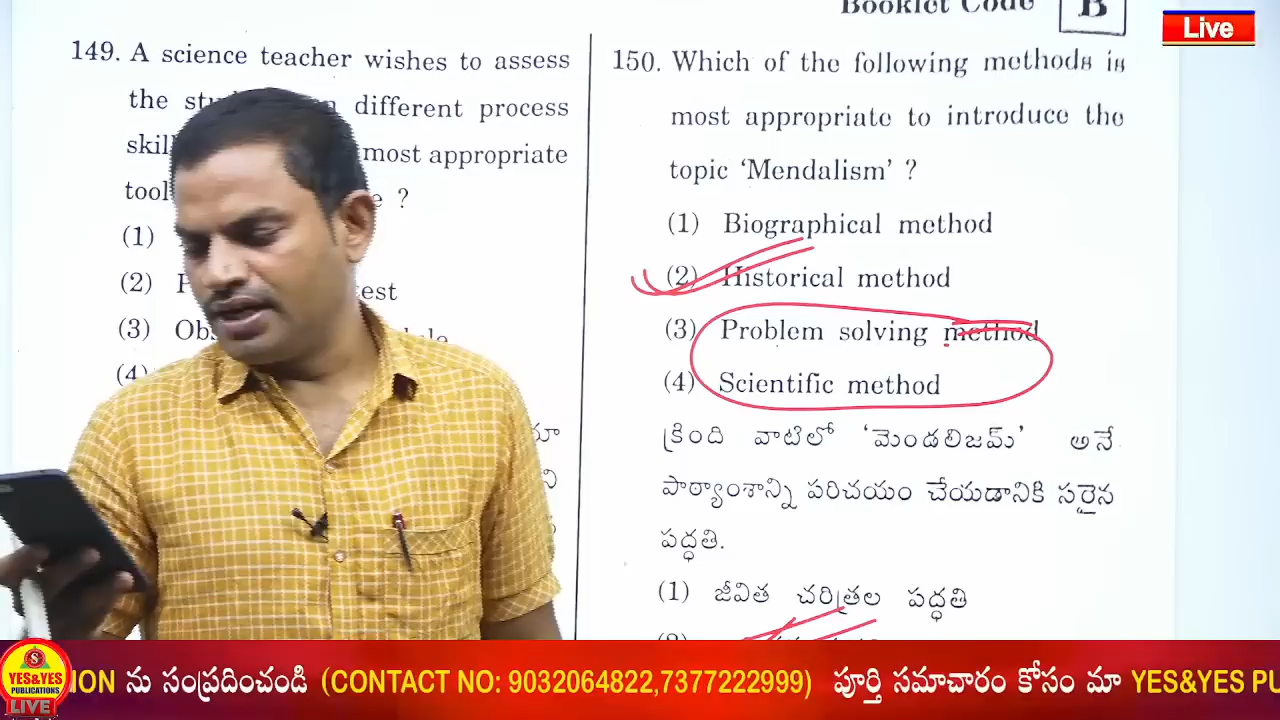 Booklet Code B
Live
149. A science teacher wishes to assess
the different process
most appropriate
tool ?
(1)
(2) test
(3)
(4)
150. Which of the following methods is
most appropriate to introduce the
topic ‘Mendalism’ ?
(1) Biographical method
(2) Historical method
(3) Problem solving method
(4) Scientific method
క్రింది వాటిలో ‘మెండలిజమ్’ అనే
పాఠ్యాంశాన్ని పరిచయం చేయడానికి సరైన
పద్ధతి.
(1) జీవిత చరిత్రల పద్ధతి
YES&YES
PUBLICATIONS
LIVE
ION ను సంప్రదించండి (CONTACT NO: 9032064822,7377222999) పూర్తి సమాచారం కోసం మా YES&YES PU